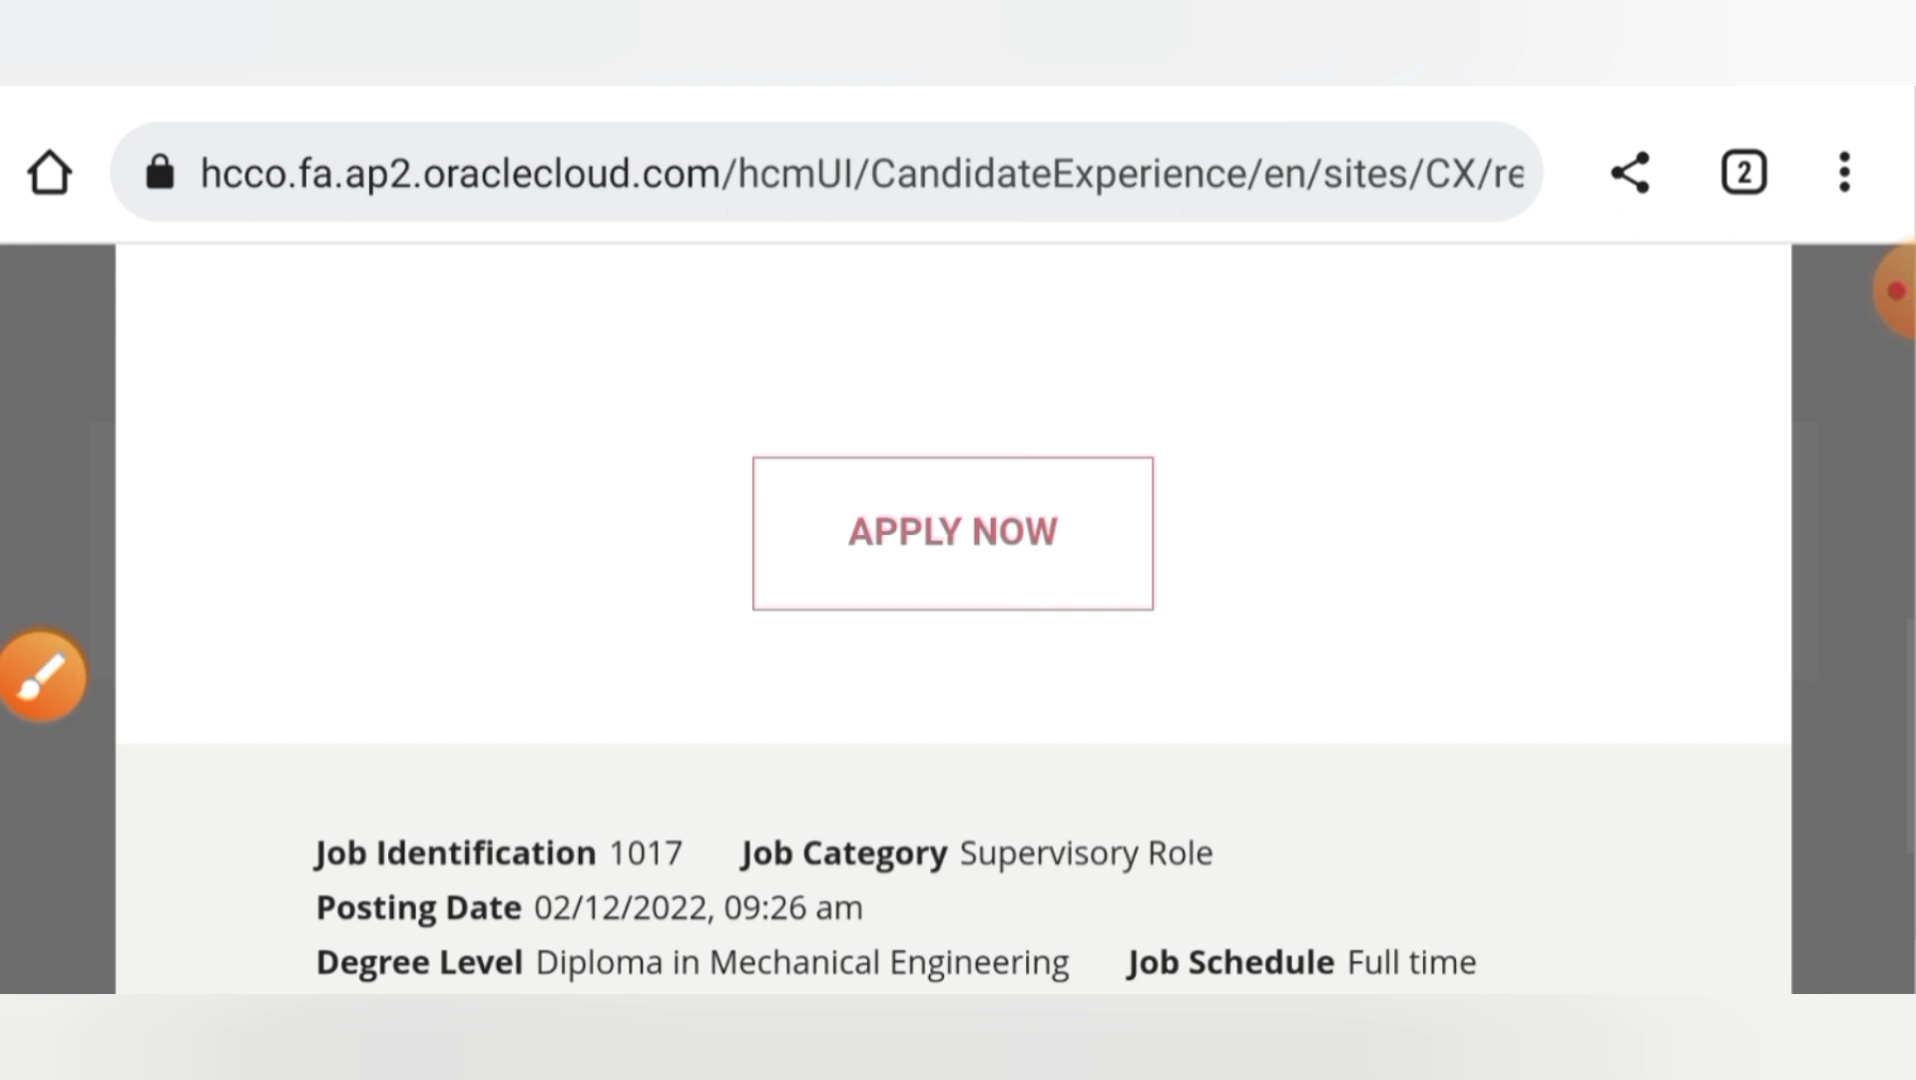 hcco.fa.ap2.oraclecloud.com/hcmUI/CandidateExperience/en/sites/CX/re
2
APPLY NOW
Job Identification 1017 Job Category Supervisory Role
Posting Date 02/12/2022, 09:26 am
Degree Level Diploma in Mechanical Engineering Job Schedule Full time